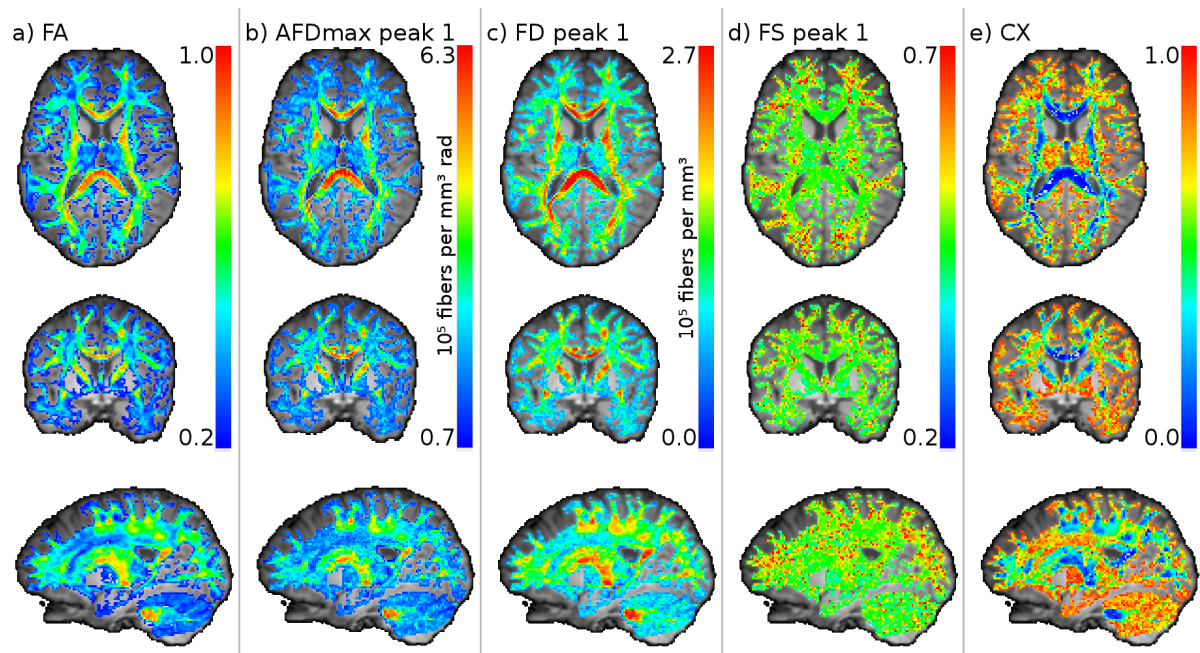 a) FA
1.0
0.2
b) AFDmax peak 1
6.3
10⁵ fibers per mm³ rad
0.7
c) FD peak 1
2.7
10⁵ fibers per mm³
0.0
d) FS peak 1
0.7
0.2
e) CX
1.0
0.0